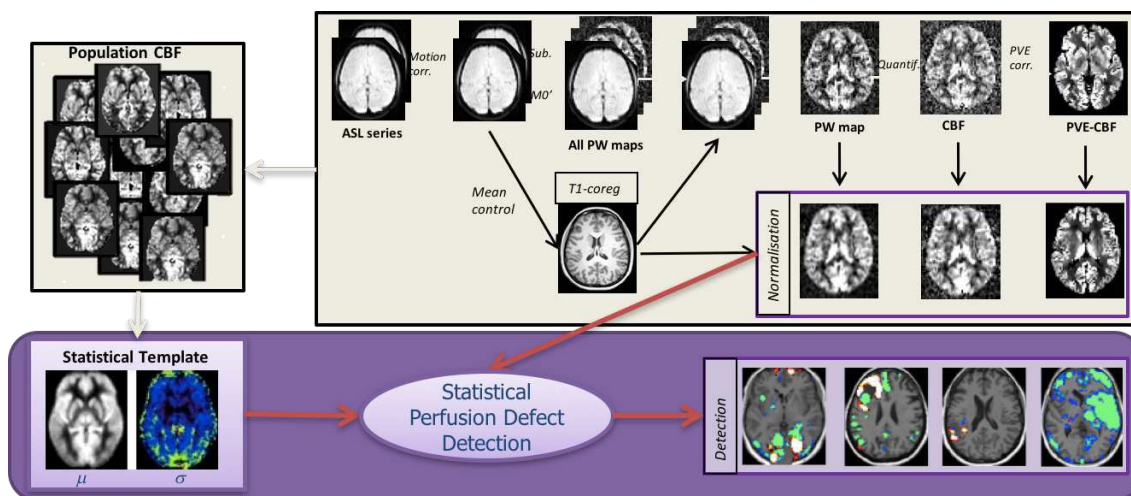 Population CBF
ASL series
Motion
corr.
Sub.
M0'
All PW maps
PW map
Quantif.
CBF
PVE
corr.
PVE-CBF
Mean
control
T1-coreg
Normalisation
Statistical Template
μ
σ
Statistical
Perfusion Defect
Detection
Detection